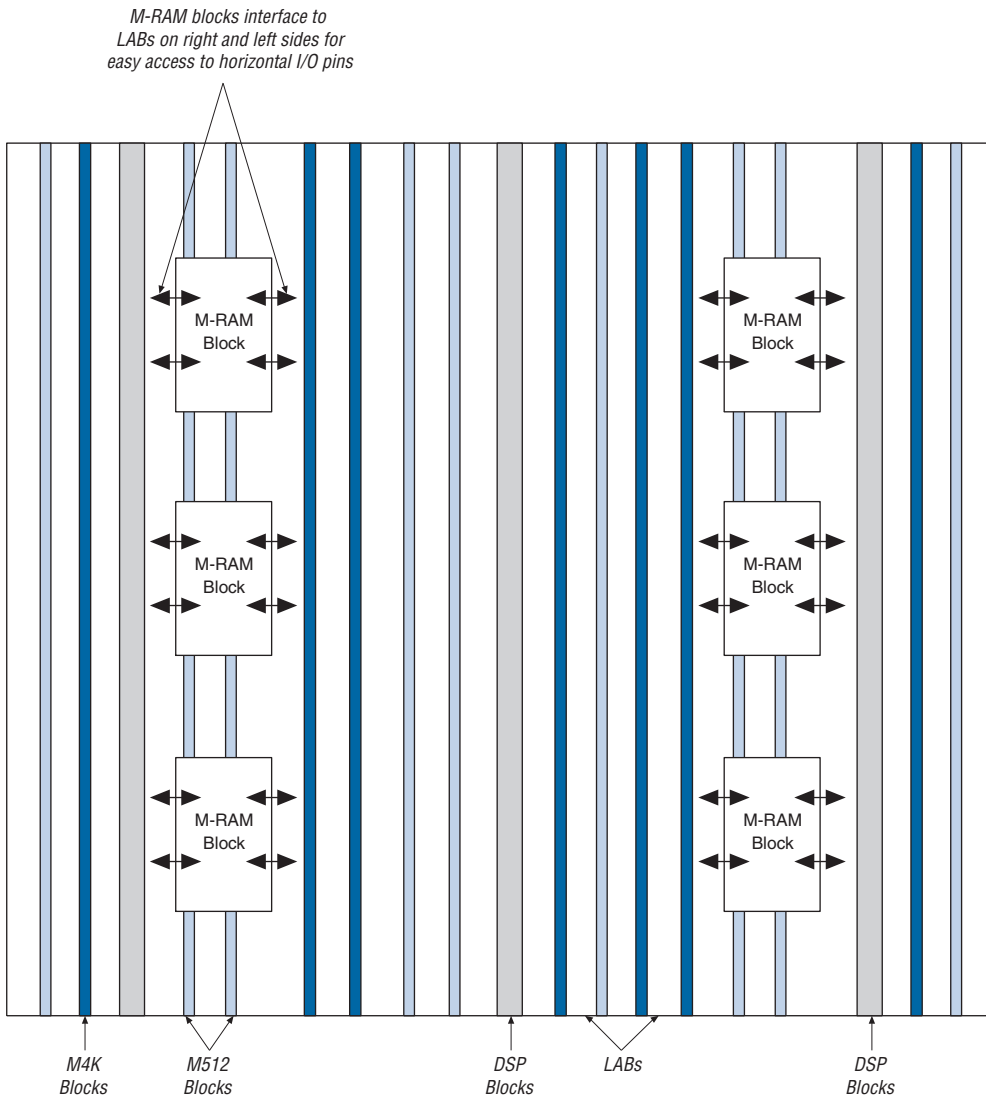 M-RAM blocks interface to
LABs on right and left sides for
easy access to horizontal I/O pins
M-RAM
Block
M-RAM
Block
M-RAM
Block
M-RAM
Block
M-RAM
Block
M-RAM
Block
M4K
Blocks
M512
Blocks
DSP
Blocks
LABs
DSP
Blocks